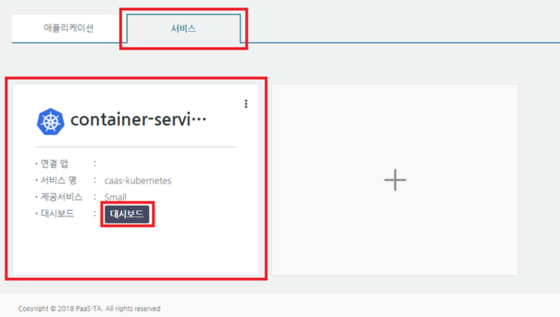 애플리케이션
서비스
container-servi···
· 연결 앱 :
· 서비스 명 : caas-kubernetes
· 제공서비스 : Small
· 대시보드 : 대시보드
Copyright © 2018 PaaS-TA. All rights reserved